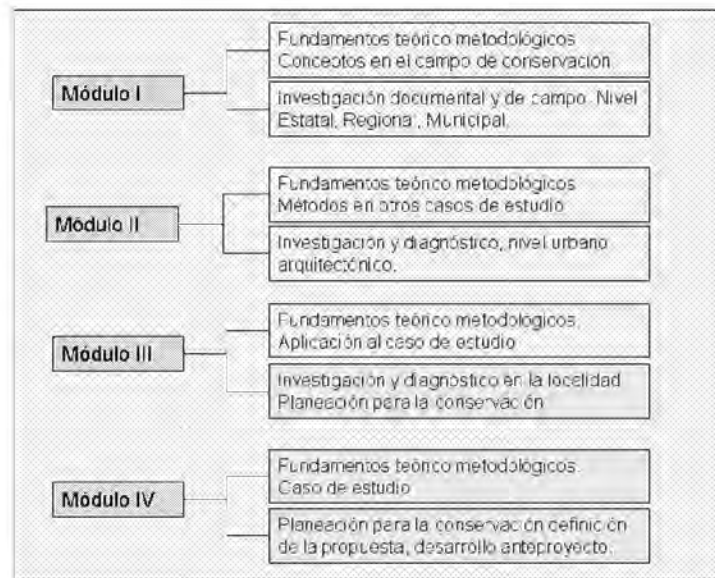 Módulo I
Fundamentos teórico metodológicos
Conceptos en el campo de conservación
Investigación documental y de campo. Nivel
Estatal, Regional, Municipal.
Módulo II
Fundamentos teórico metodológicos
Métodos en otros casos de estudio
Investigación y diagnóstico, nivel urbano
arquitectónico.
Módulo III
Fundamentos teórico metodológicos.
Aplicación al caso de estudio
Investigación y diagnóstico en la localidad
Planeación para la conservación
Módulo IV
Fundamentos teórico metodológicos.
Caso de estudio
Planeación para la conservación definición
de la propuesta, desarrollo anteproyecto.